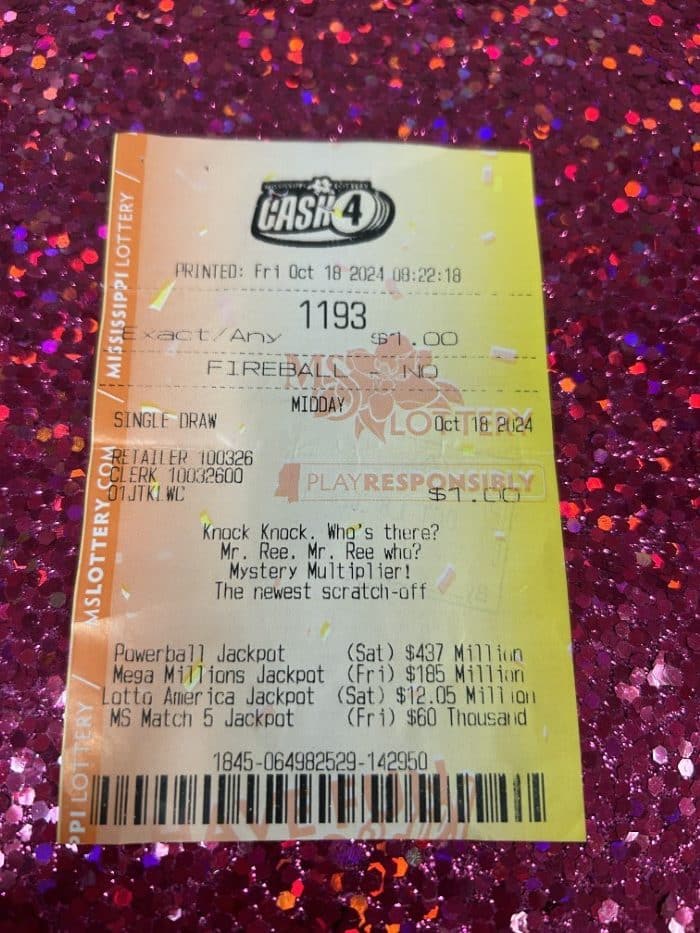 MISSISSIPPI LOTTERY
CASH 4
PRINTED: Fri Oct 18 2024 08:22:18
1193
Exact/Any $1.00
FIREBALL - NO
MIDDAY
SINGLE DRAW Oct 18 2024
MS LOTTERY
RETAILER 100326
CLERK 10032600
PLAY RESPONSIBLY
$1.00
Knock Knock. Who's there?
Mr. Ree. Mr. Ree who?
Mystery Multiplier!
The newest scratch-off
Powerball Jackpot (Sat) $437 Million
Mega Millions Jackpot (Fri) $185 Million
Lotto America Jackpot (Sat) $12.05 Million
MS Match 5 Jackpot (Fri) $60 Thousand
1845-064982529-142950
MISSISSIPPI LOTTERY
MSLOTTERY.COM
PPI LOTTERY